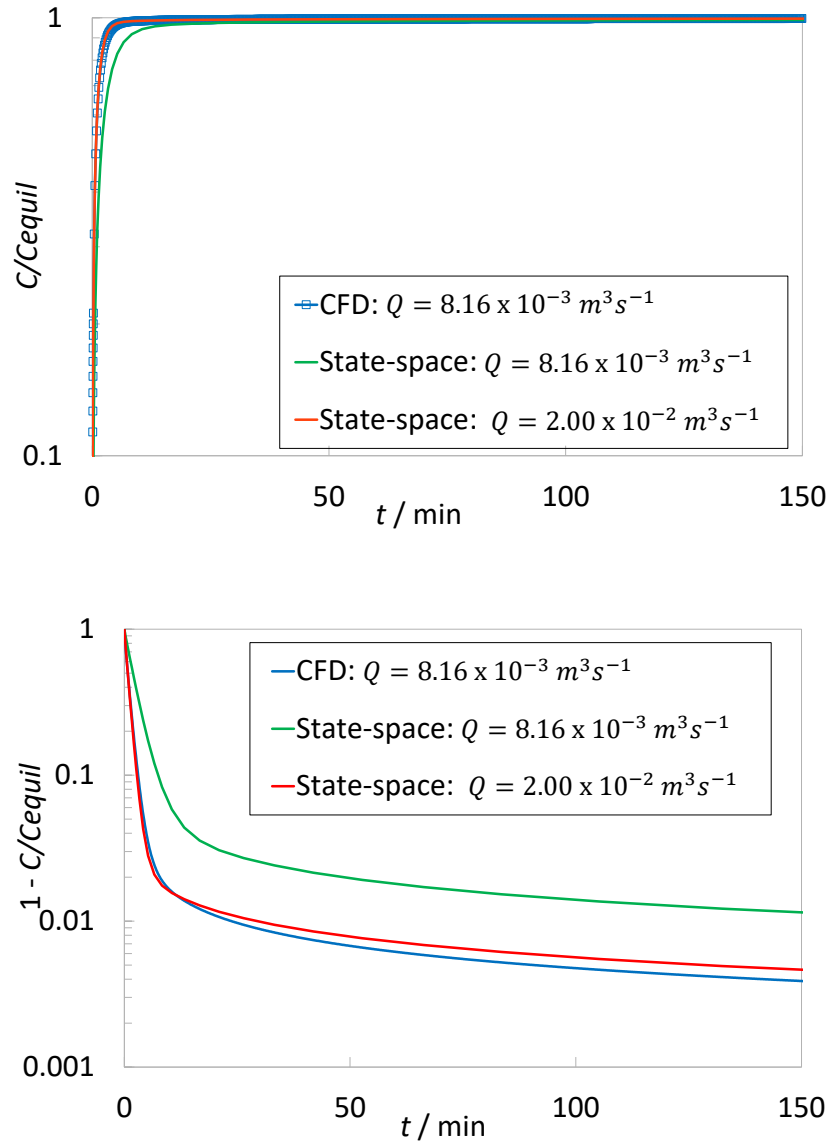 1
C/Cequil
CFD: Q = 8.16 x 10⁻³ m³s⁻¹
State-space: Q = 8.16 x 10⁻³ m³s⁻¹
State-space: Q = 2.00 x 10⁻² m³s⁻¹
0.1
0 50 100 150
t / min
1
CFD: Q = 8.16 x 10⁻³ m³s⁻¹
State-space: Q = 8.16 x 10⁻³ m³s⁻¹
State-space: Q = 2.00 x 10⁻² m³s⁻¹
0.1
1 - C/Cequil
0.01
0.001
0 50 100 150
t / min